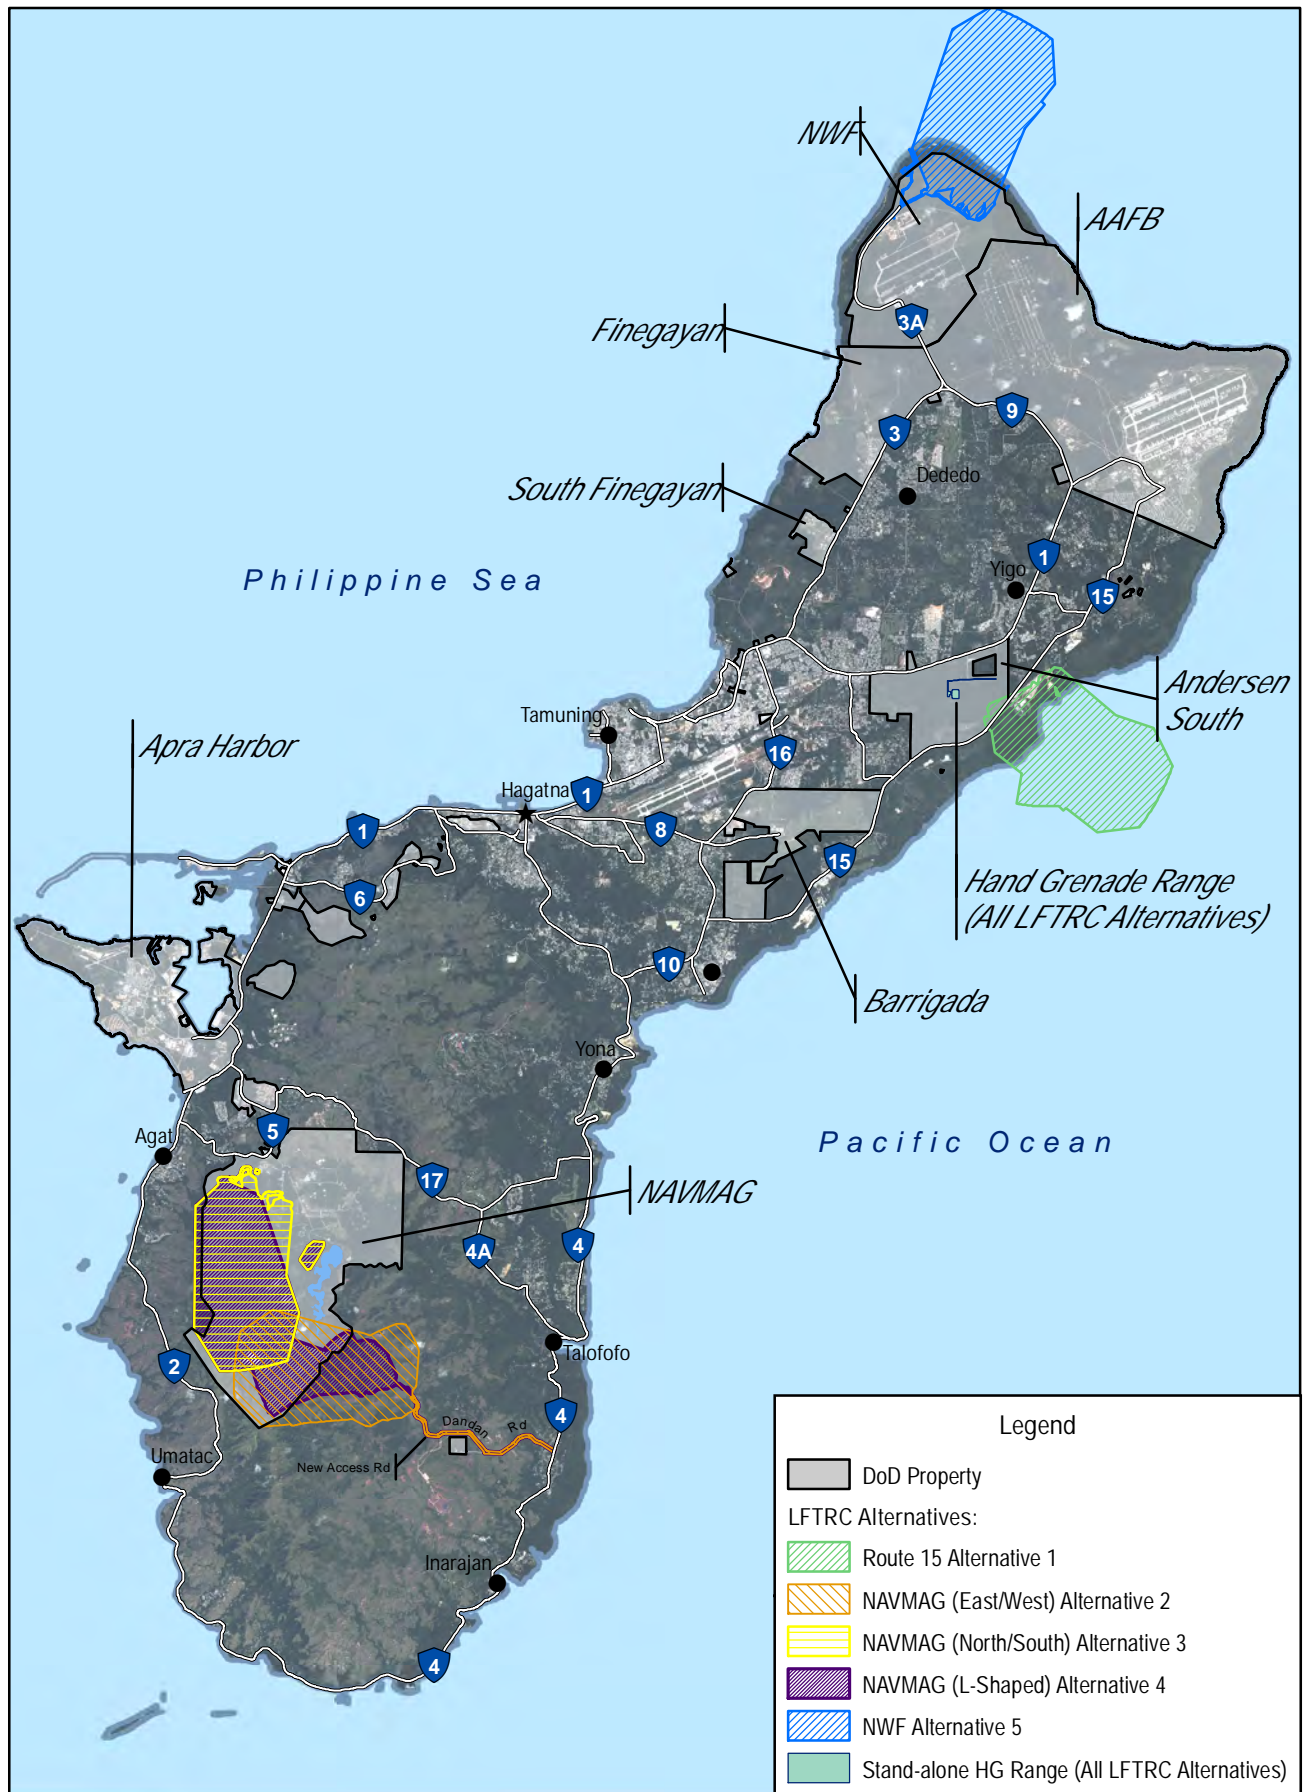 NWF
AAFB
3A
Finegayan
9
3
Dededo
South Finegayan
Philippine Sea
1
Yigo
15
Andersen
South
Tamuning
Apra Harbor
16
Hagatna
1
1
8
15
6
Hand Grenade Range
(All LFTRC Alternatives)
10
Barrigada
Yona
5
Agat
Pacific Ocean
17
NAVMAG
4A
4
Talofofo
2
4
Dandan Rd
New Access Rd
Umatac
Inarajan
4
Legend
DoD Property
LFTRC Alternatives:
Route 15 Alternative 1
NAVMAG (East/West) Alternative 2
NAVMAG (North/South) Alternative 3
NAVMAG (L-Shaped) Alternative 4
NWF Alternative 5
Stand-alone HG Range (All LFTRC Alternatives)